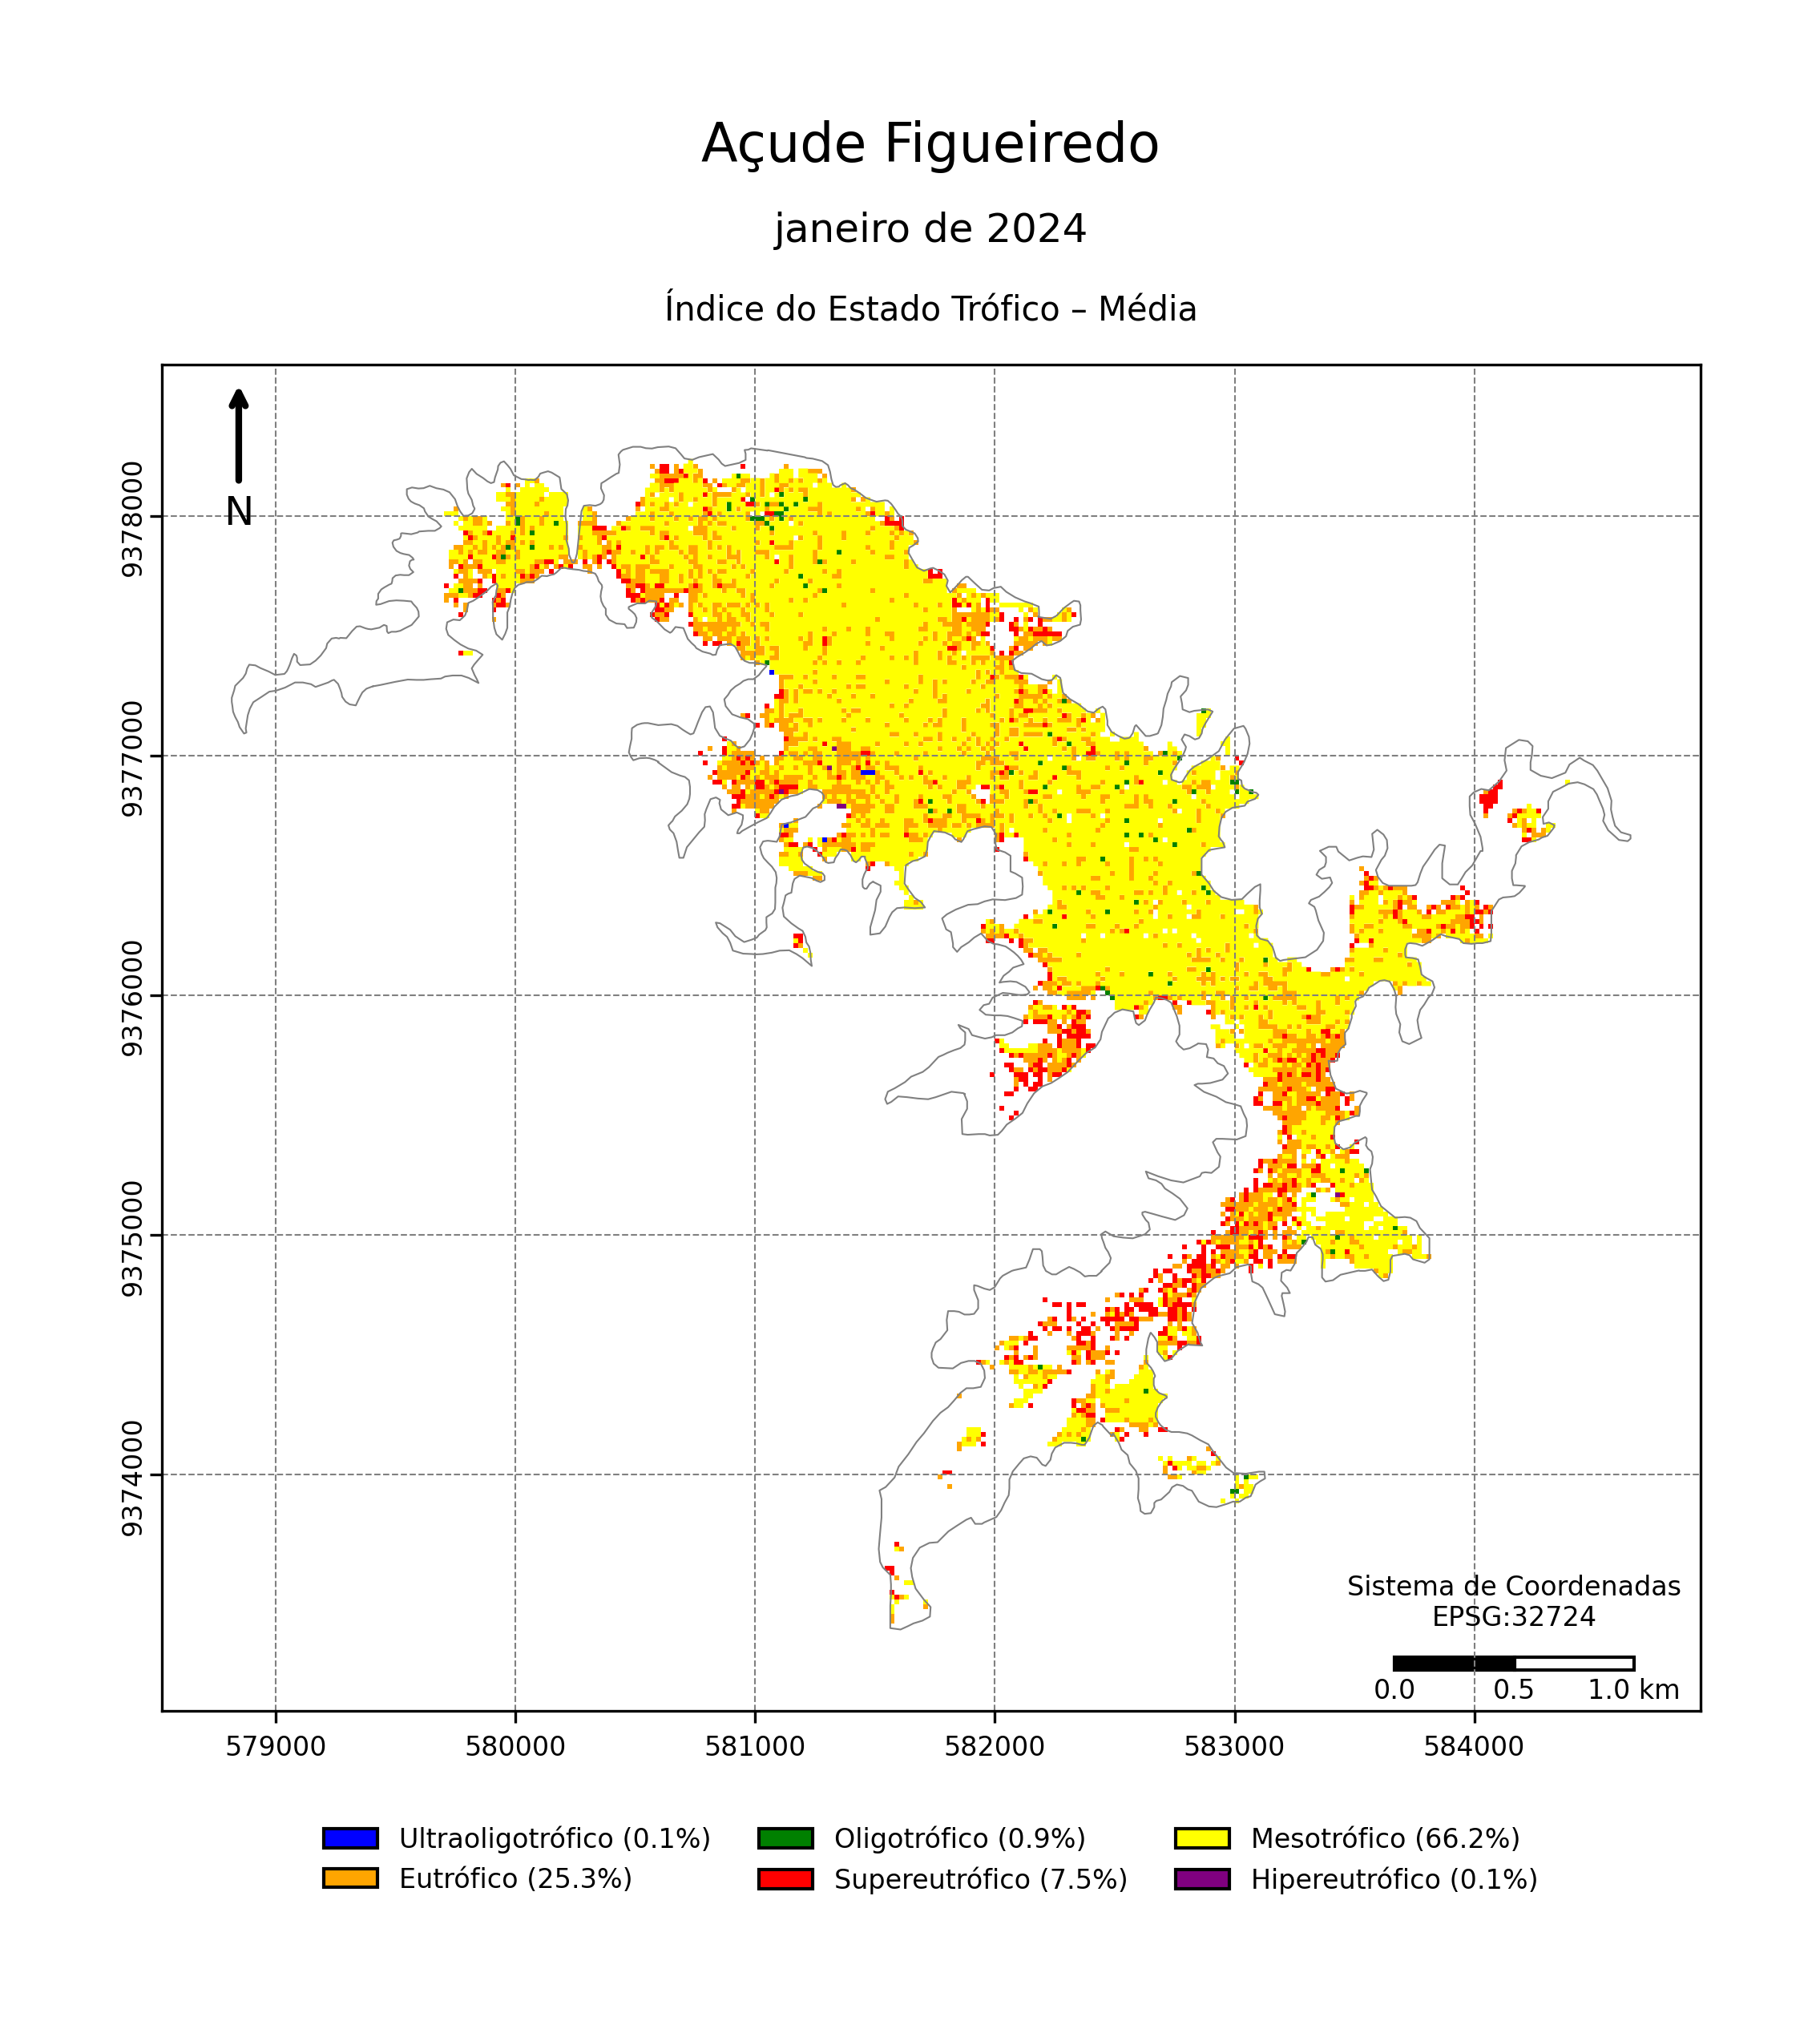 Açude Figueiredo
janeiro de 2024
Índice do Estado Trófico – Média
N
9378000
9377000
9376000
9375000
9374000
Sistema de Coordenadas
EPSG:32724
0.0 0.5 1.0 km
579000 580000 581000 582000 583000 584000
Ultraoligotrófico (0.1%) Oligotrófico (0.9%) Mesotrófico (66.2%)
Eutrófico (25.3%) Supereutrófico (7.5%) Hipereutrófico (0.1%)